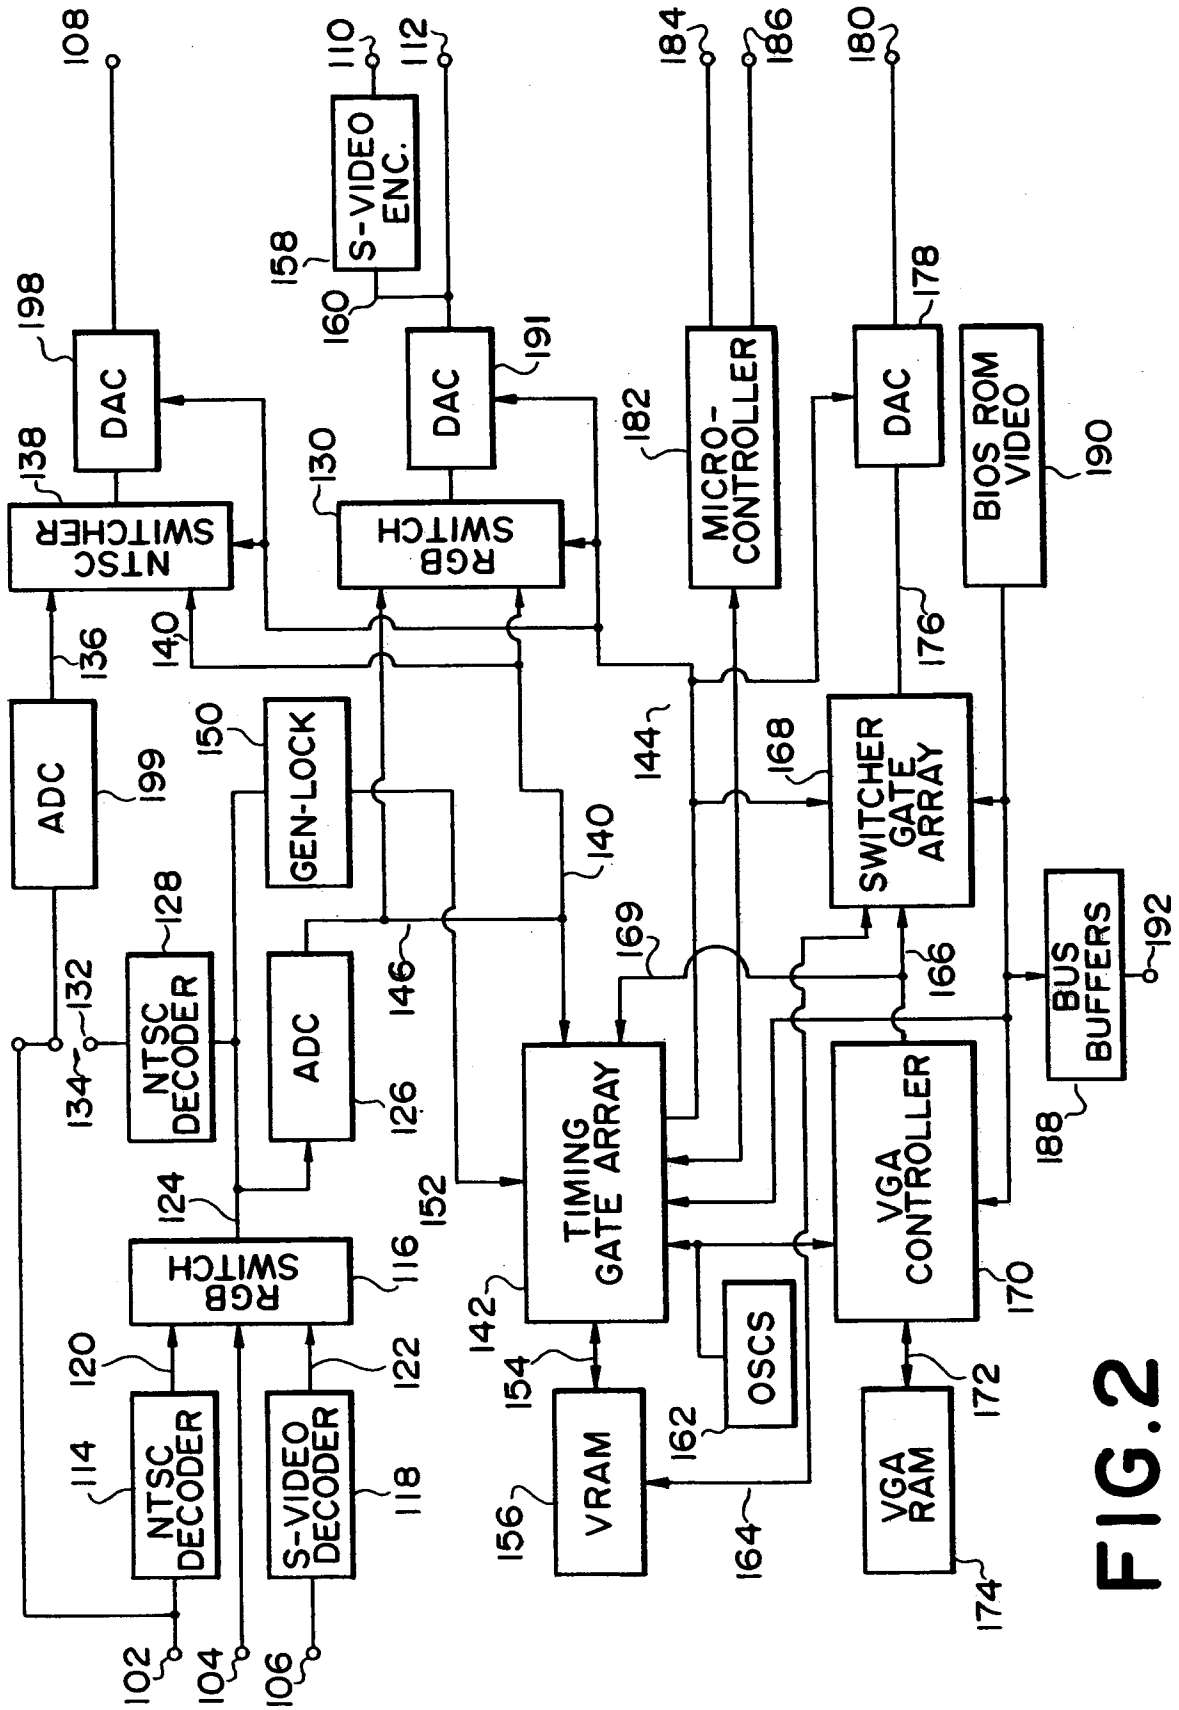 108
198
DAC
138
NTSC
SWITCHER
136
140
ADC
199
110
112
158
S-VIDEO
ENC.
160
191
DAC
130
RGB
SWITCH
150
GEN-LOCK
184
186
182
MICRO-
CONTROLLER
180
178
DAC
190
BIOS ROM
VIDEO
176
144
168
SWITCHER
GATE
ARRAY
140
146
169
166
128
NTSC
DECODER
132
134
ADC
126
124
152
RGB
SWITCH
116
TIMING
GATE ARRAY
142
VGA
CONTROLLER
170
BUS
BUFFERS
188
192
120
122
114
NTSC
DECODER
S-VIDEO
DECODER
118
102
104
106
154
VRAM
156
OSCS
162
164
172
VGA
RAM
174
FIG.2